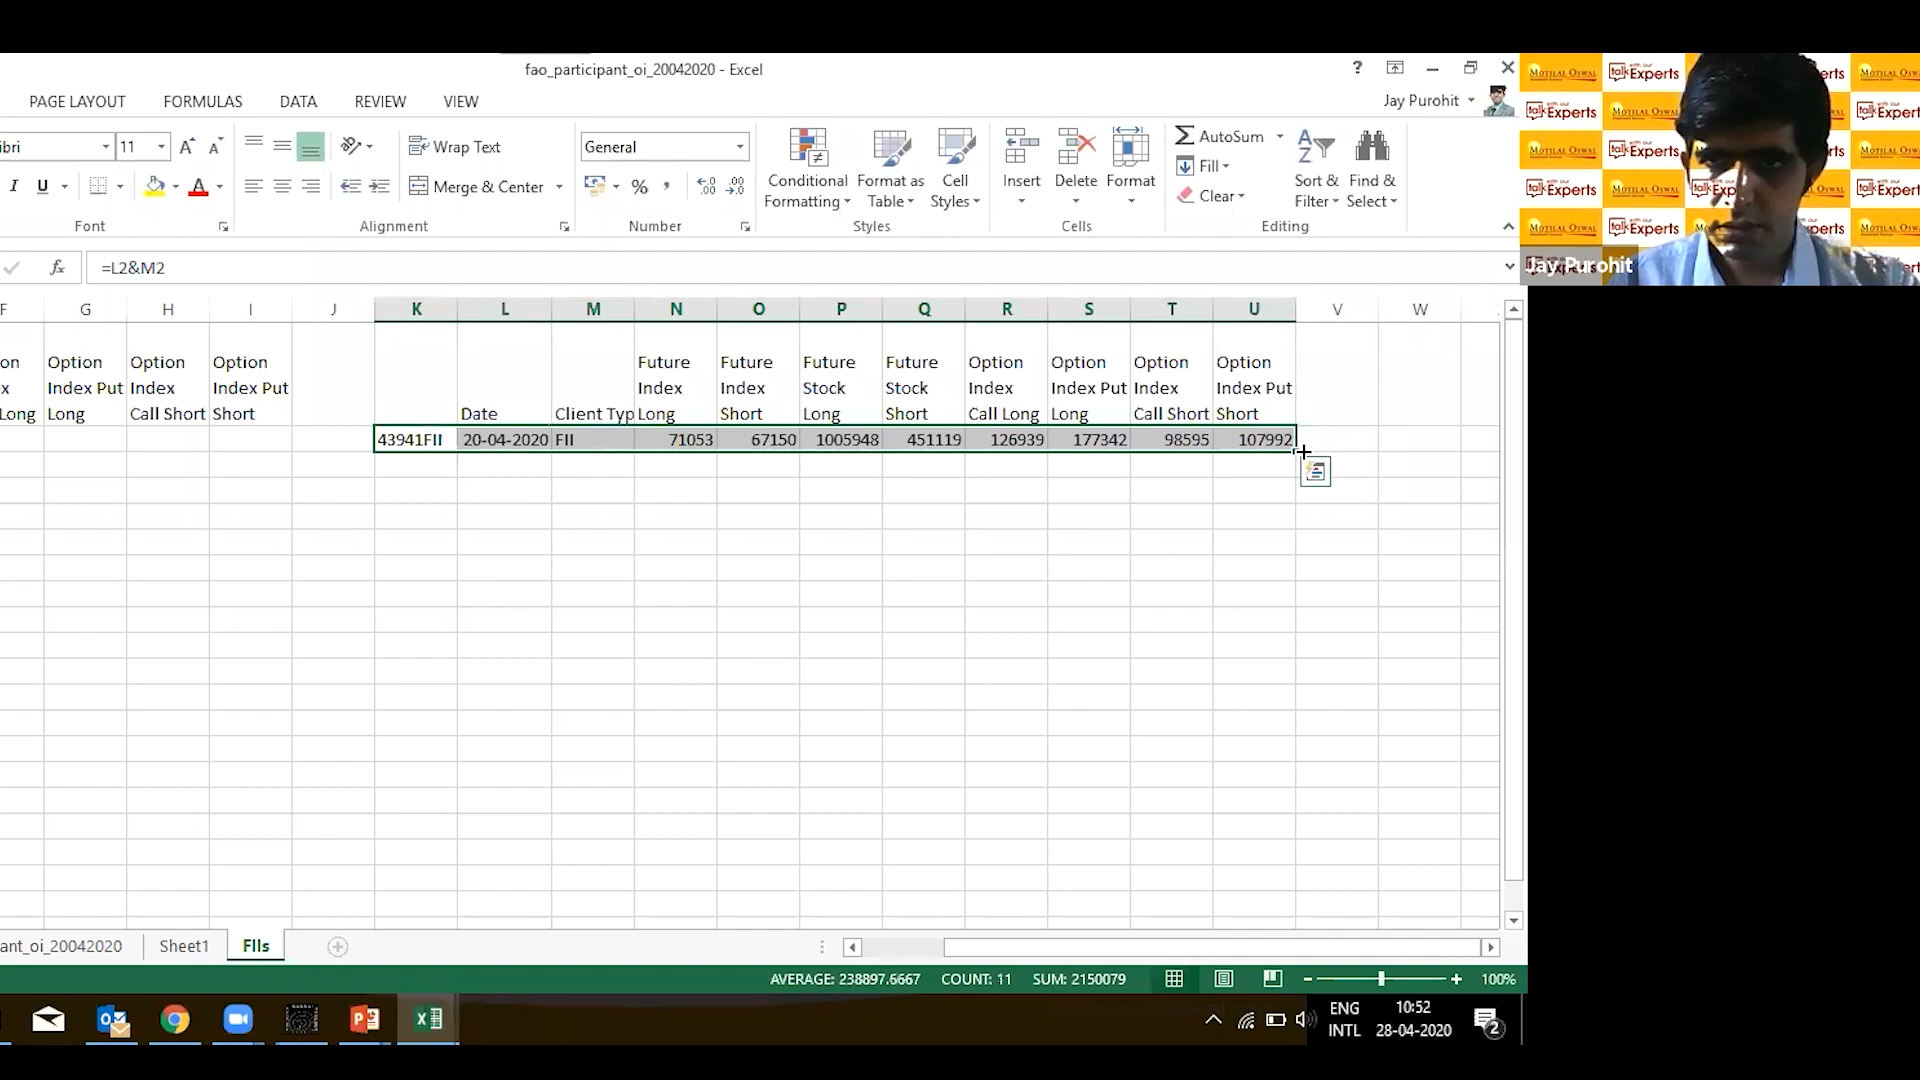 fao_participant_oi_20042020 - Excel
?
PAGE LAYOUT FORMULAS DATA REVIEW VIEW
Jay Purohit
ibri 11
Wrap Text
General
AutoSum
Fill
Clear
I U A
Merge & Center
%
Conditional Formatting
Format as Table
Cell Styles
Insert
Delete
Format
Sort & Filter
Find & Select
Font Alignment Number Styles Cells Editing
fx =L2&M2
F G H I J K L M N O P Q R S T U V W
on Option Option Option Future Future Future Future Option Option Option Option
x Index Put Index Index Put Index Index Stock Stock Index Index Put Index Index Put
Long Long Call Short Short Date Client Typ Long Short Long Short Call Long Long Call Short Short
43941FII 20-04-2020 FII 71053 67150 1005948 451119 126939 177342 98595 107992
ant_oi_20042020 Sheet1 FIIs
AVERAGE: 238897.6667 COUNT: 11 SUM: 2150079 100%
ENG 10:52
INTL 28-04-2020
2
MOTILAL OSWAL talk with our Experts
Jay Purohit